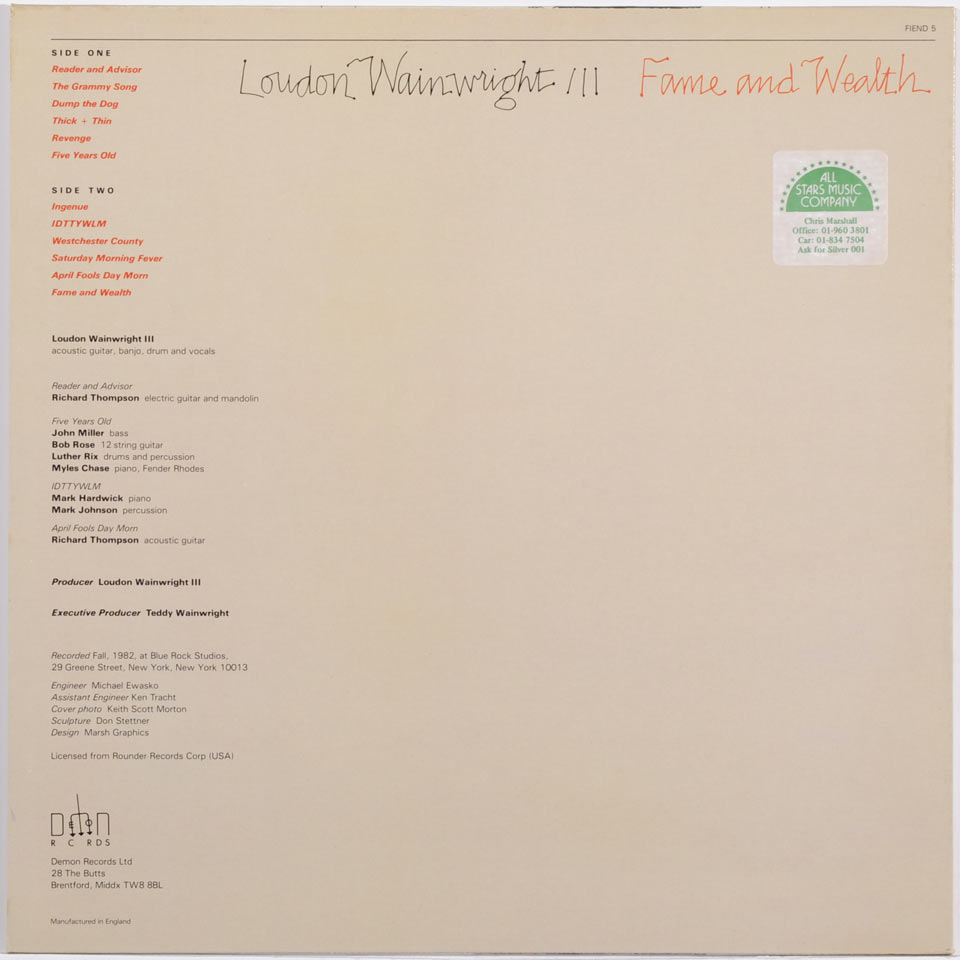 FIEND 5
Loudon Wainwright III Fame and Wealth
SIDE ONE
Reader and Advisor
The Grammy Song
Dump the Dog
Thick + Thin
Revenge
Five Years Old
SIDE TWO
Ingenue
IDTTYWLM
Westchester County
Saturday Morning Fever
April Fools Day Morn
Fame and Wealth
ALL
STARS MUSIC
COMPANY
Chris Marshall
Office: 01-960 3801
Car: 01-834 7504
Ask for Silver 001
Loudon Wainwright III
acoustic guitar, banjo, drum and vocals
Reader and Advisor
Richard Thompson electric guitar and mandolin
Five Years Old
John Miller bass
Bob Rose 12 string guitar
Luther Rix drums and percussion
Myles Chase piano, Fender Rhodes
IDTTYWLM
Mark Hardwick piano
Mark Johnson percussion
April Fools Day Morn
Richard Thompson acoustic guitar
Producer Loudon Wainwright III
Executive Producer Teddy Wainwright
Recorded Fall, 1982, at Blue Rock Studios,
29 Greene Street, New York, New York 10013
Engineer Michael Ewasko
Assistant Engineer Ken Tracht
Cover photo Keith Scott Morton
Sculpture Don Stettner
Design Marsh Graphics
Licensed from Rounder Records Corp (USA)
DEMON
RECORDS
Demon Records Ltd
28 The Butts
Brentford, Middx TW8 8BL
Manufactured in England